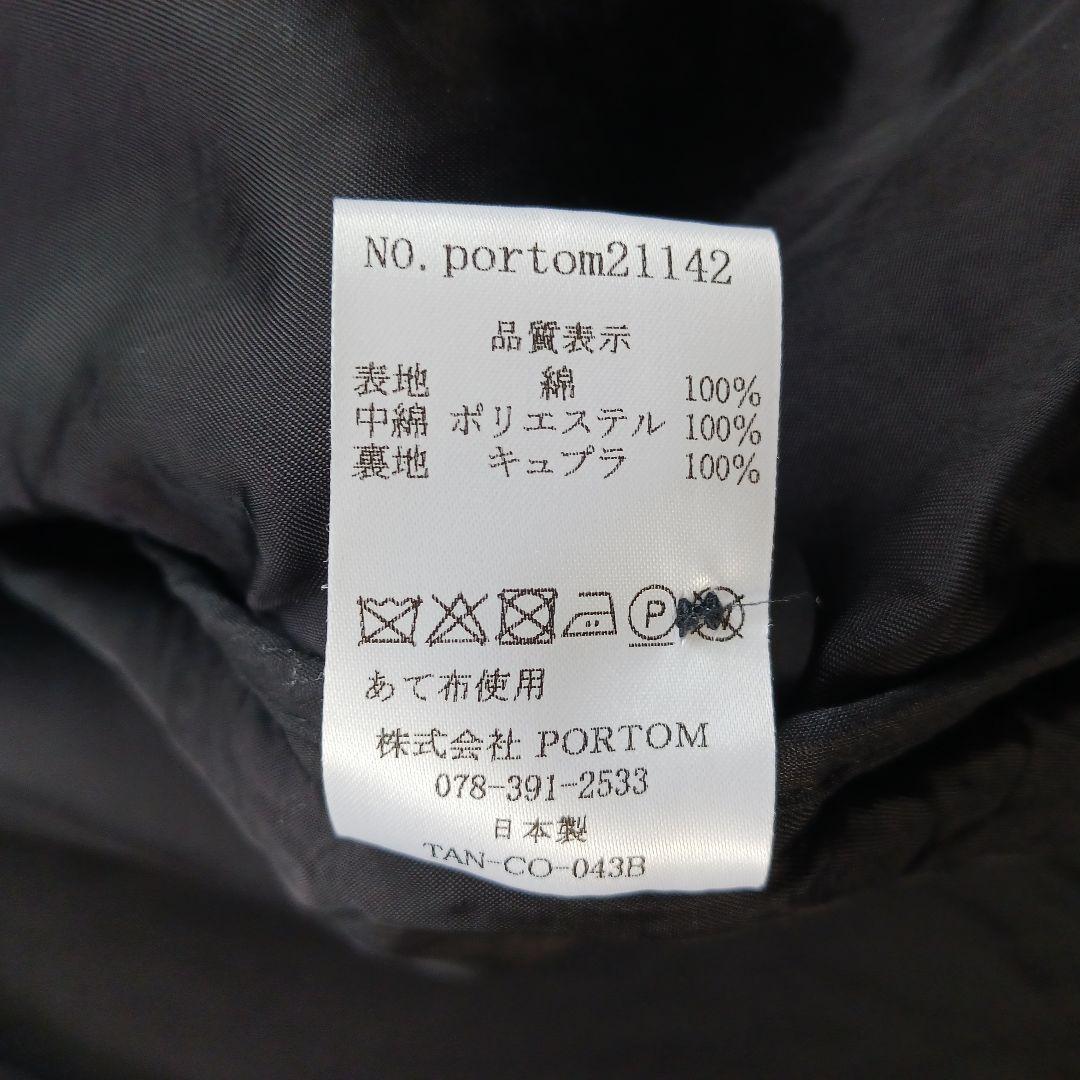 NO. portom21142
品質表示
表地 綿 100%
中綿 ポリエステル 100%
裏地 キュプラ 100%
P W
あて布使用
株式会社 PORTOM
078-391-2533
日本製
TAN-CO-043B